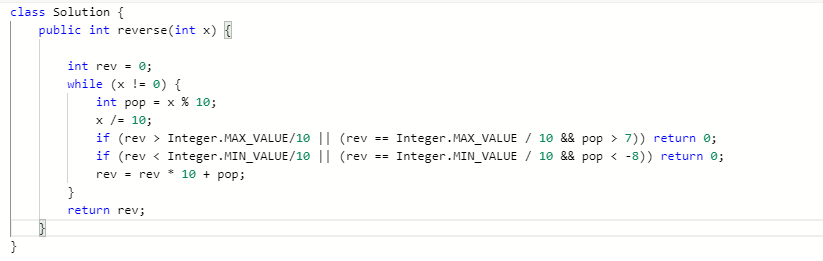 class Solution {
    public int reverse(int x) {

        int rev = 0;
        while (x != 0) {
            int pop = x % 10;
            x /= 10;
            if (rev > Integer.MAX_VALUE/10 || (rev == Integer.MAX_VALUE / 10 && pop > 7)) return 0;
            if (rev < Integer.MIN_VALUE/10 || (rev == Integer.MIN_VALUE / 10 && pop < -8)) return 0;
            rev = rev * 10 + pop;
        }
        return rev;
    }
}